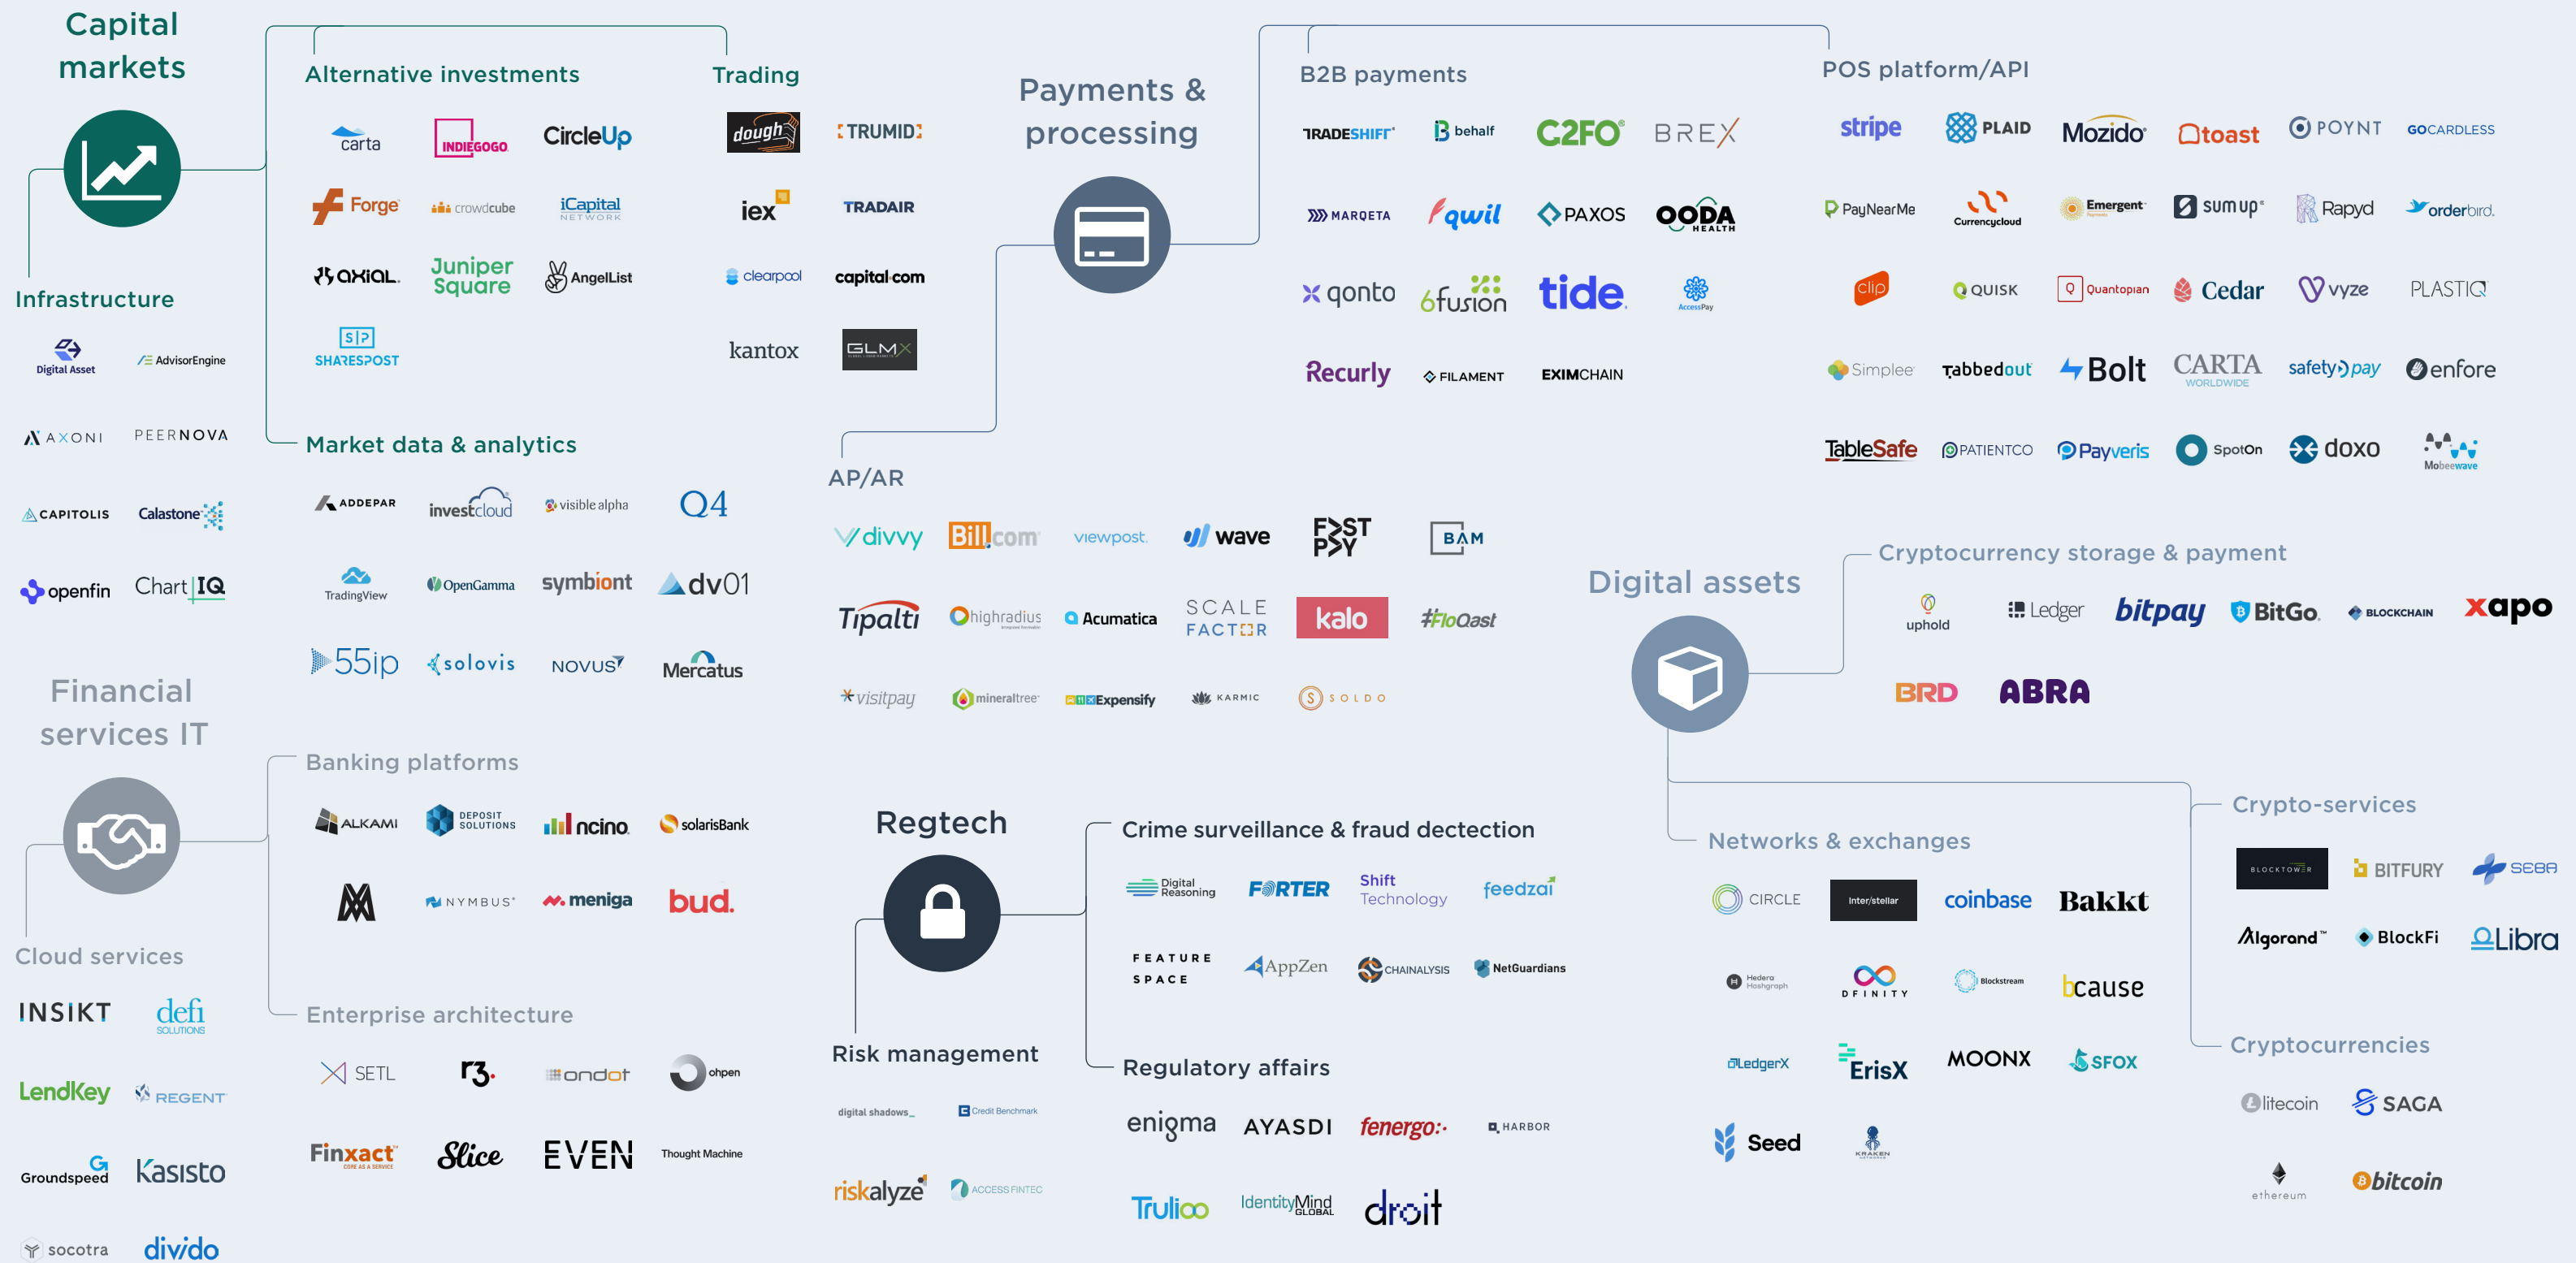 Capital
markets
Alternative investments
carta
INDIEGOGO
CircleUp
Forge
crowdcube
iCapital
NETWORK
AXIAL
Juniper
Square
AngelList
S|P
SHARESPOST
Trading
dough
TRUMID
iex
TRADAIR
clearpool
capital.com
kantox
GLMX
Infrastructure
Digital Asset
AdvisorEngine
AXONI
PEERNOVA
CAPITOLIS
Calastone
openfin
Chart IQ
Market data & analytics
ADDEPAR
investcloud
visible alpha
Q4
TradingView
OpenGamma
symbiont
dv01
55ip
solovis
NOVUS
Mercatus
Payments &
processing
B2B payments
TRADESHIFT
behalf
C2FO
BREX
MARQETA
qwil
PAXOS
OODA
HEALTH
qonto
6fusion
tide
AccessPay
Recurly
FILAMENT
EXIMCHAIN
POS platform/API
stripe
PLAID
Mozido
toast
POYNT
GOCARDLESS
PayNearMe
Currencycloud
Emergent
Payments
sumup
Rapyd
orderbird.
clip
QUISK
Q Quantopian
Cedar
vyze
PLASTIQ
Simplee
Tabbedout
Bolt
CARTA
WORLDWIDE
safetypay
enfore
TableSafe
PATIENTCO
Payveris
SpotOn
doxo
Mobeewave
AP/AR
divvy
Bill.com
viewpost.
wave
FAST
PAY
BAM
Tipalti
highradius
Acumatica
SCALE
FACTOR
kalo
#FloQast
visitpay
mineraltree
Expensify
KARMIC
S SOLDO
Financial
services IT
Banking platforms
ALKAMI
DEPOSIT
SOLUTIONS
ncino
solarisBank
NYMBUS
meniga
bud.
Cloud services
INSIKT
defi
SOLUTIONS
LendKey
REGENT
Groundspeed
Kasisto
socotra
divido
Enterprise architecture
SETL
r3.
ondot
ohpen
Finxact
CORE AS A SERVICE
Slice
EVEN
Thought Machine
Regtech
Crime surveillance & fraud dectection
Digital
Reasoning
FORTER
Shift
Technology
feedzai
FEATURE
SPACE
AppZen
CHAINALYSIS
NetGuardians
Risk management
digital shadows_
Credit Benchmark
riskalyze
ACCESS FINTEC
Regulatory affairs
enigma
AYASDI
fenergo
HARBOR
Trulioo
IdentityMind
GLOBAL
droit
Digital assets
Cryptocurrency storage & payment
uphold
Ledger
bitpay
BitGo
BLOCKCHAIN
xapo
BRD
ABRA
Networks & exchanges
CIRCLE
Inter/stellar
coinbase
Bakkt
Hedera
Hashgraph
DFINITY
Blockstream
bcause
LedgerX
ErisX
MOONX
SFOX
Seed
KRAKEN
NETWORKS
Crypto-services
BLOCKTOWER
BITFURY
SEBA
Algorand™
BlockFi
Libra
Cryptocurrencies
litecoin
SAGA
ethereum
bitcoin